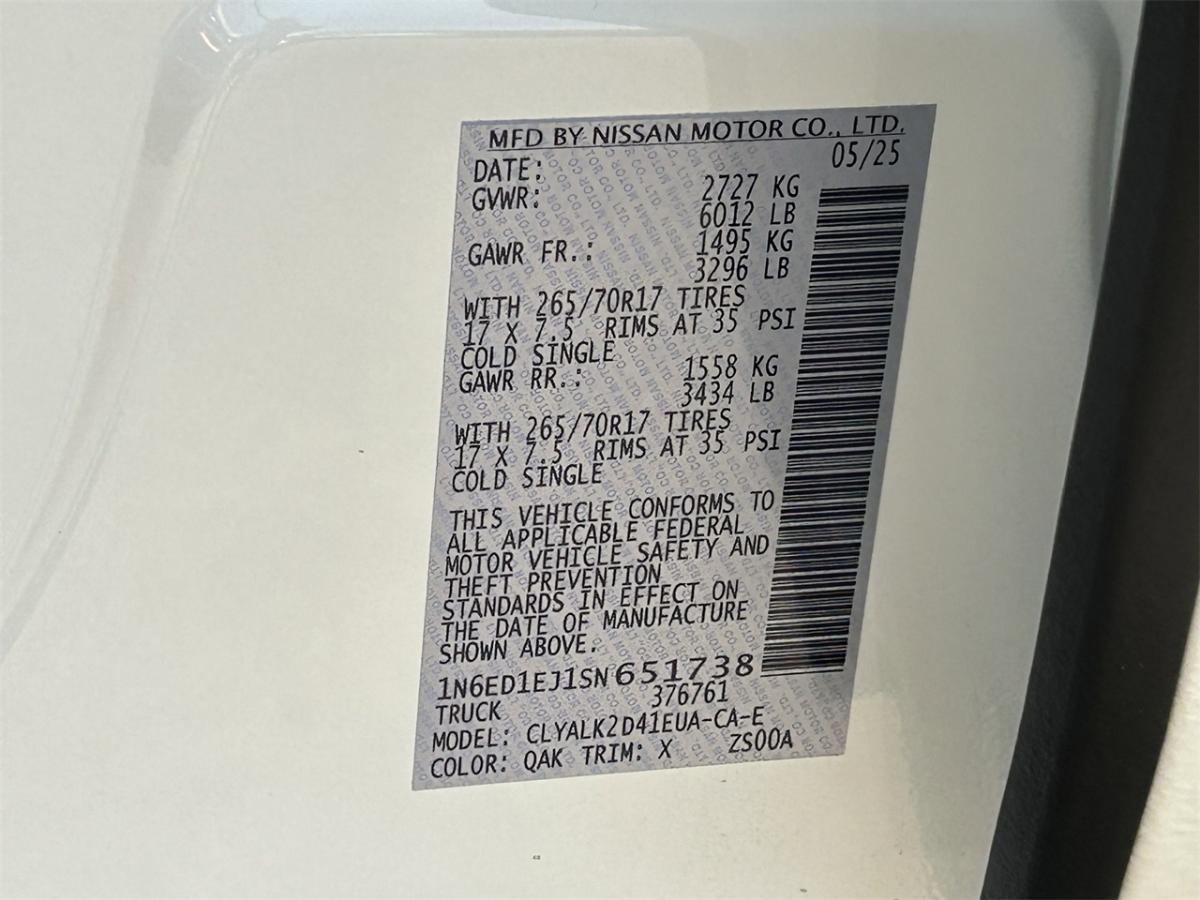 MFD BY NISSAN MOTOR CO., LTD.
DATE: 05/25
GVWR: 2727 KG
6012 LB
GAWR FR.: 1495 KG
3296 LB
WITH 265/70R17 TIRES
17 X 7.5 RIMS AT 35 PSI
COLD SINGLE
GAWR RR.: 1558 KG
3434 LB
WITH 265/70R17 TIRES
17 X 7.5 RIMS AT 35 PSI
COLD SINGLE
THIS VEHICLE CONFORMS TO
ALL APPLICABLE FEDERAL
MOTOR VEHICLE SAFETY AND
THEFT PREVENTION
STANDARDS IN EFFECT ON
THE DATE OF MANUFACTURE
SHOWN ABOVE.
1N6ED1EJ1SN651738
376761
TRUCK
MODEL: CLYALK2D41EUA-CA-E
COLOR: QAK TRIM: X ZS00A